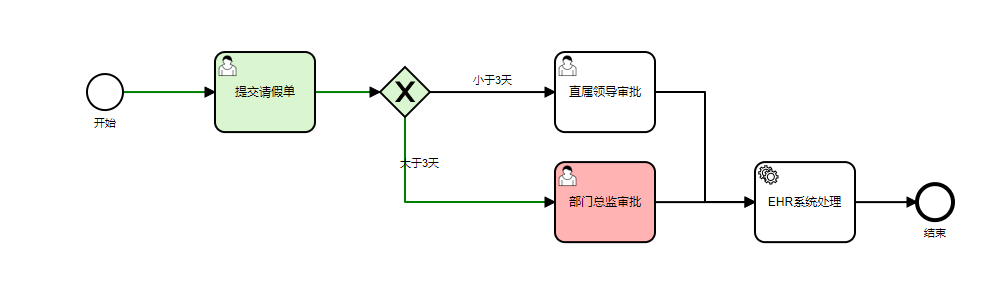 开始
提交请假单
小于3天
大于3天
直属领导审批
部门总监审批
EHR系统处理
结束